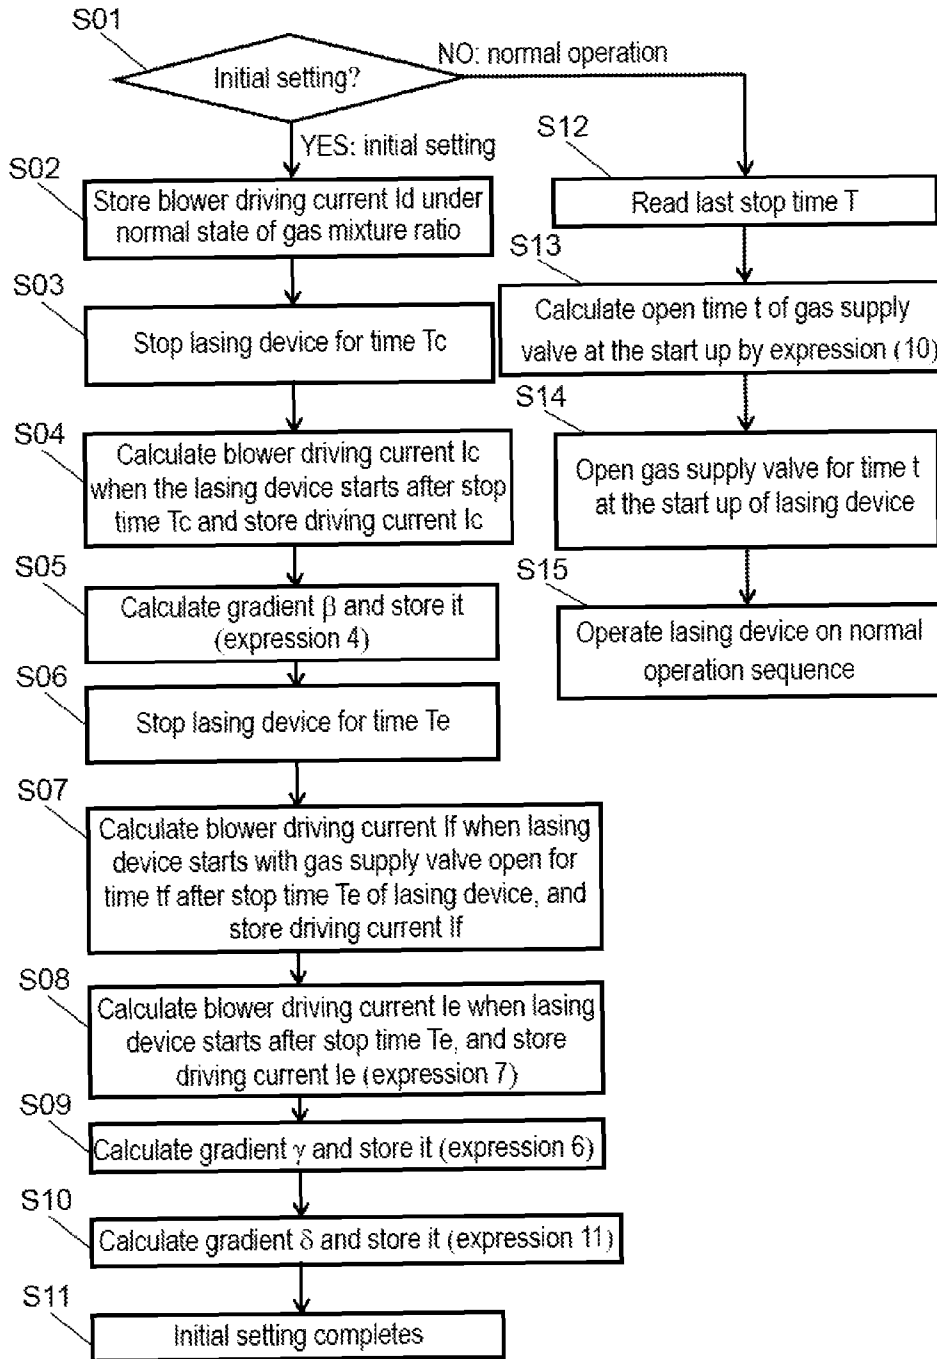 S01
Initial setting?
NO: normal operation
YES: initial setting
S02
Store blower driving current Id under
normal state of gas mixture ratio
S03
Stop lasing device for time Tc
S04
Calculate blower driving current Ic
when the lasing device starts after stop
time Tc and store driving current Ic
S05
Calculate gradient β and store it
(expression 4)
S06
Stop lasing device for time Te
S07
Calculate blower driving current If when lasing
device starts with gas supply valve open for
time tf after stop time Te of lasing device, and
store driving current If
S08
Calculate blower driving current Ie when lasing
device starts after stop time Te, and store
driving current Ie (expression 7)
S09
Calculate gradient γ and store it (expression 6)
S10
Calculate gradient δ and store it (expression 11)
S11
Initial setting completes
S12
Read last stop time T
S13
Calculate open time t of gas supply
valve at the start up by expression (10)
S14
Open gas supply valve for time t
at the start up of lasing device
S15
Operate lasing device on normal
operation sequence